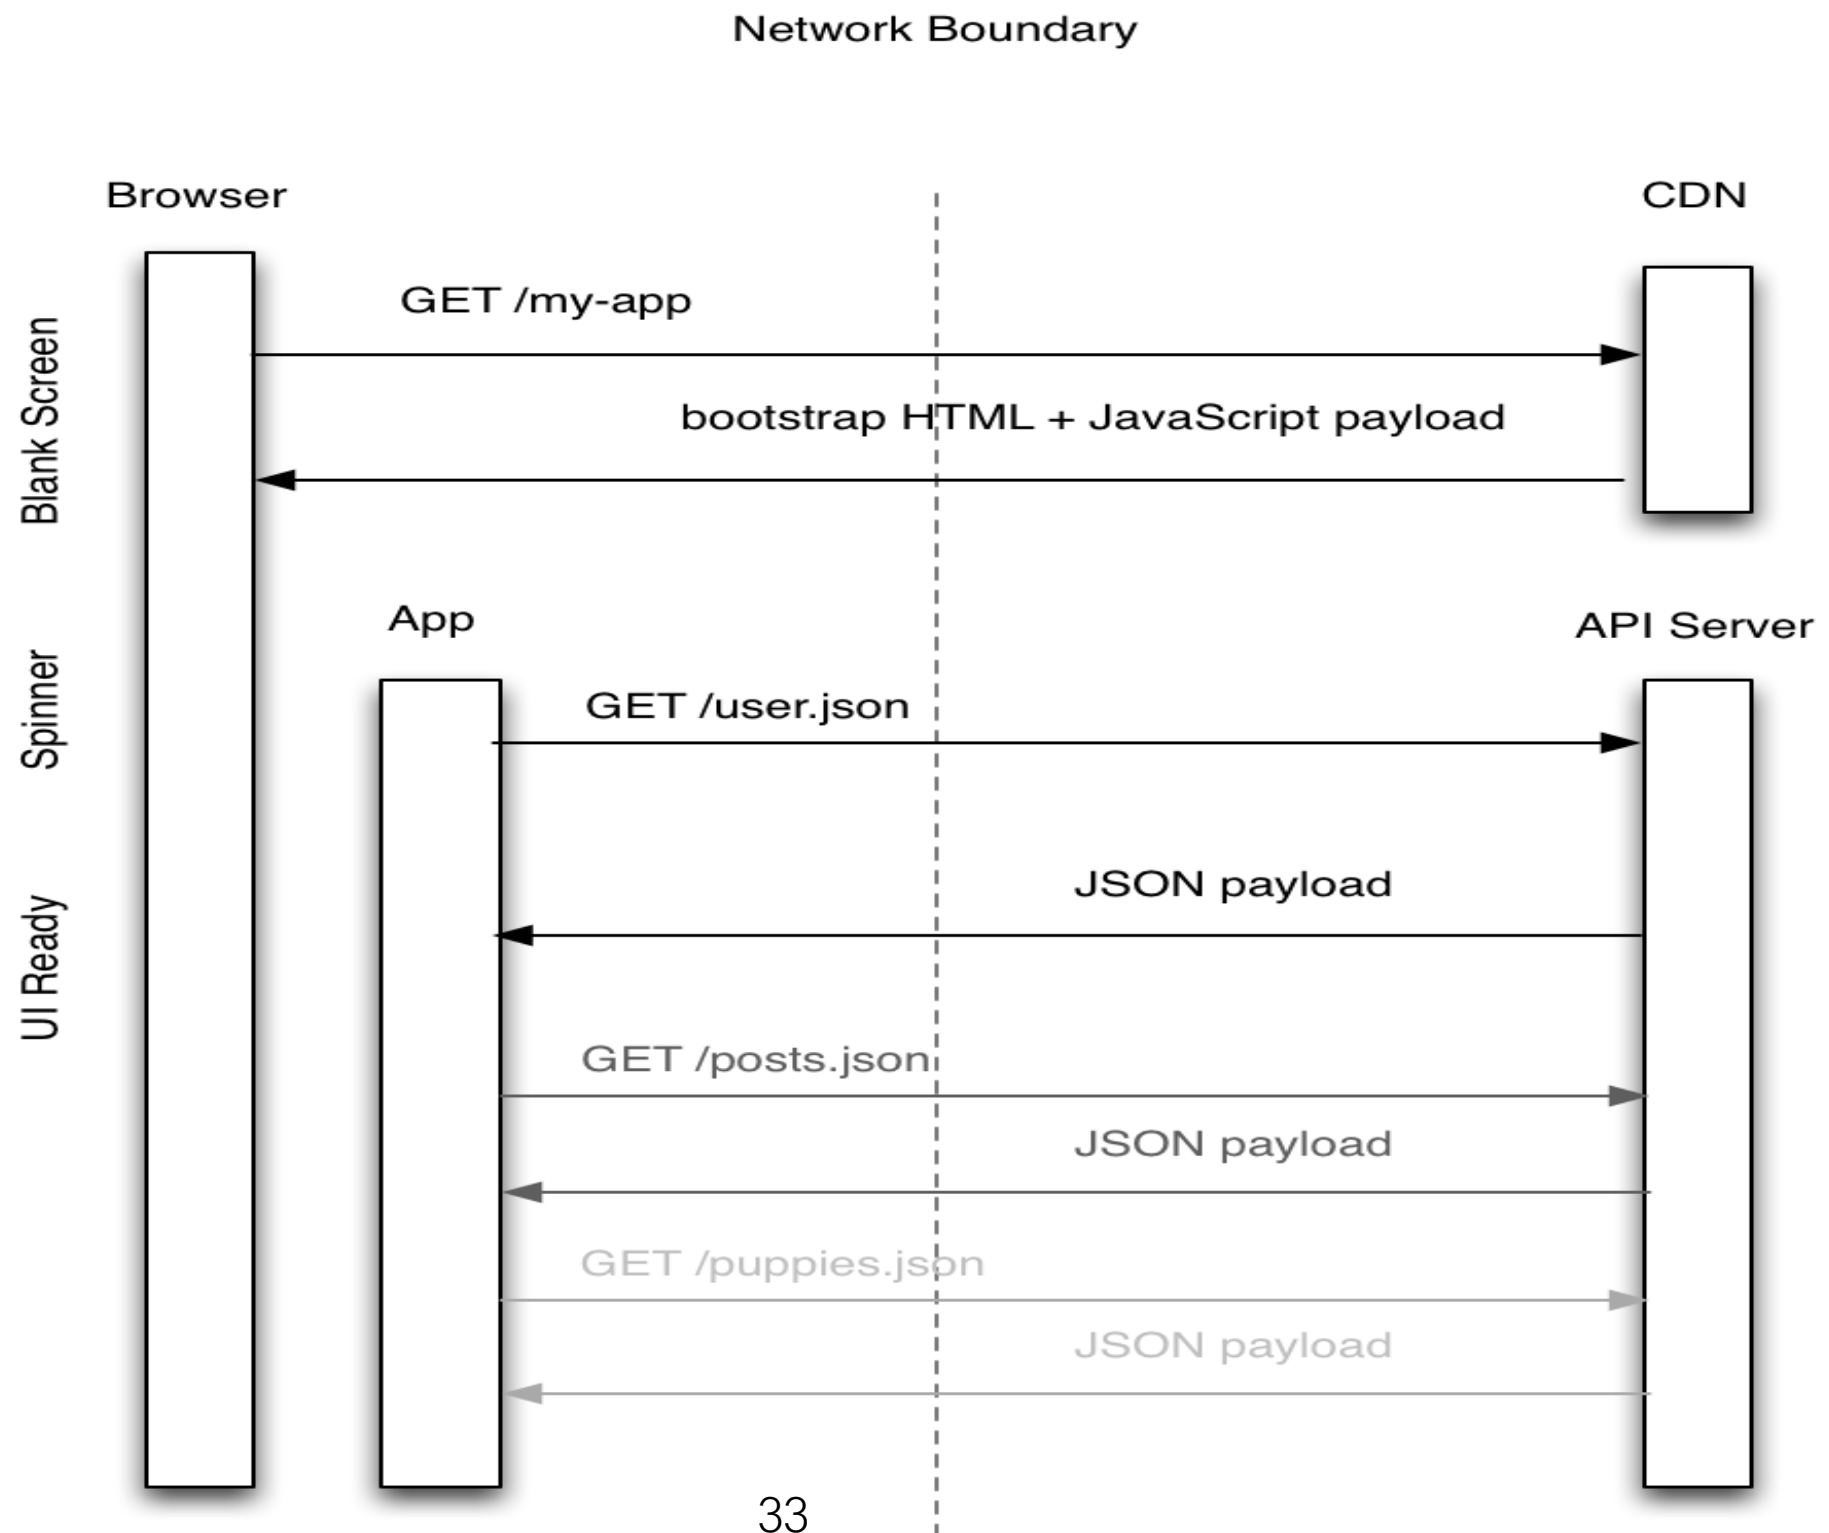 Network Boundary
Browser
CDN
GET /my-app
Blank Screen
bootstrap HTML + JavaScript payload
App
API Server
Spinner
GET /user.json
JSON payload
UI Ready
GET /posts.json
JSON payload
GET /puppies.json
JSON payload
33